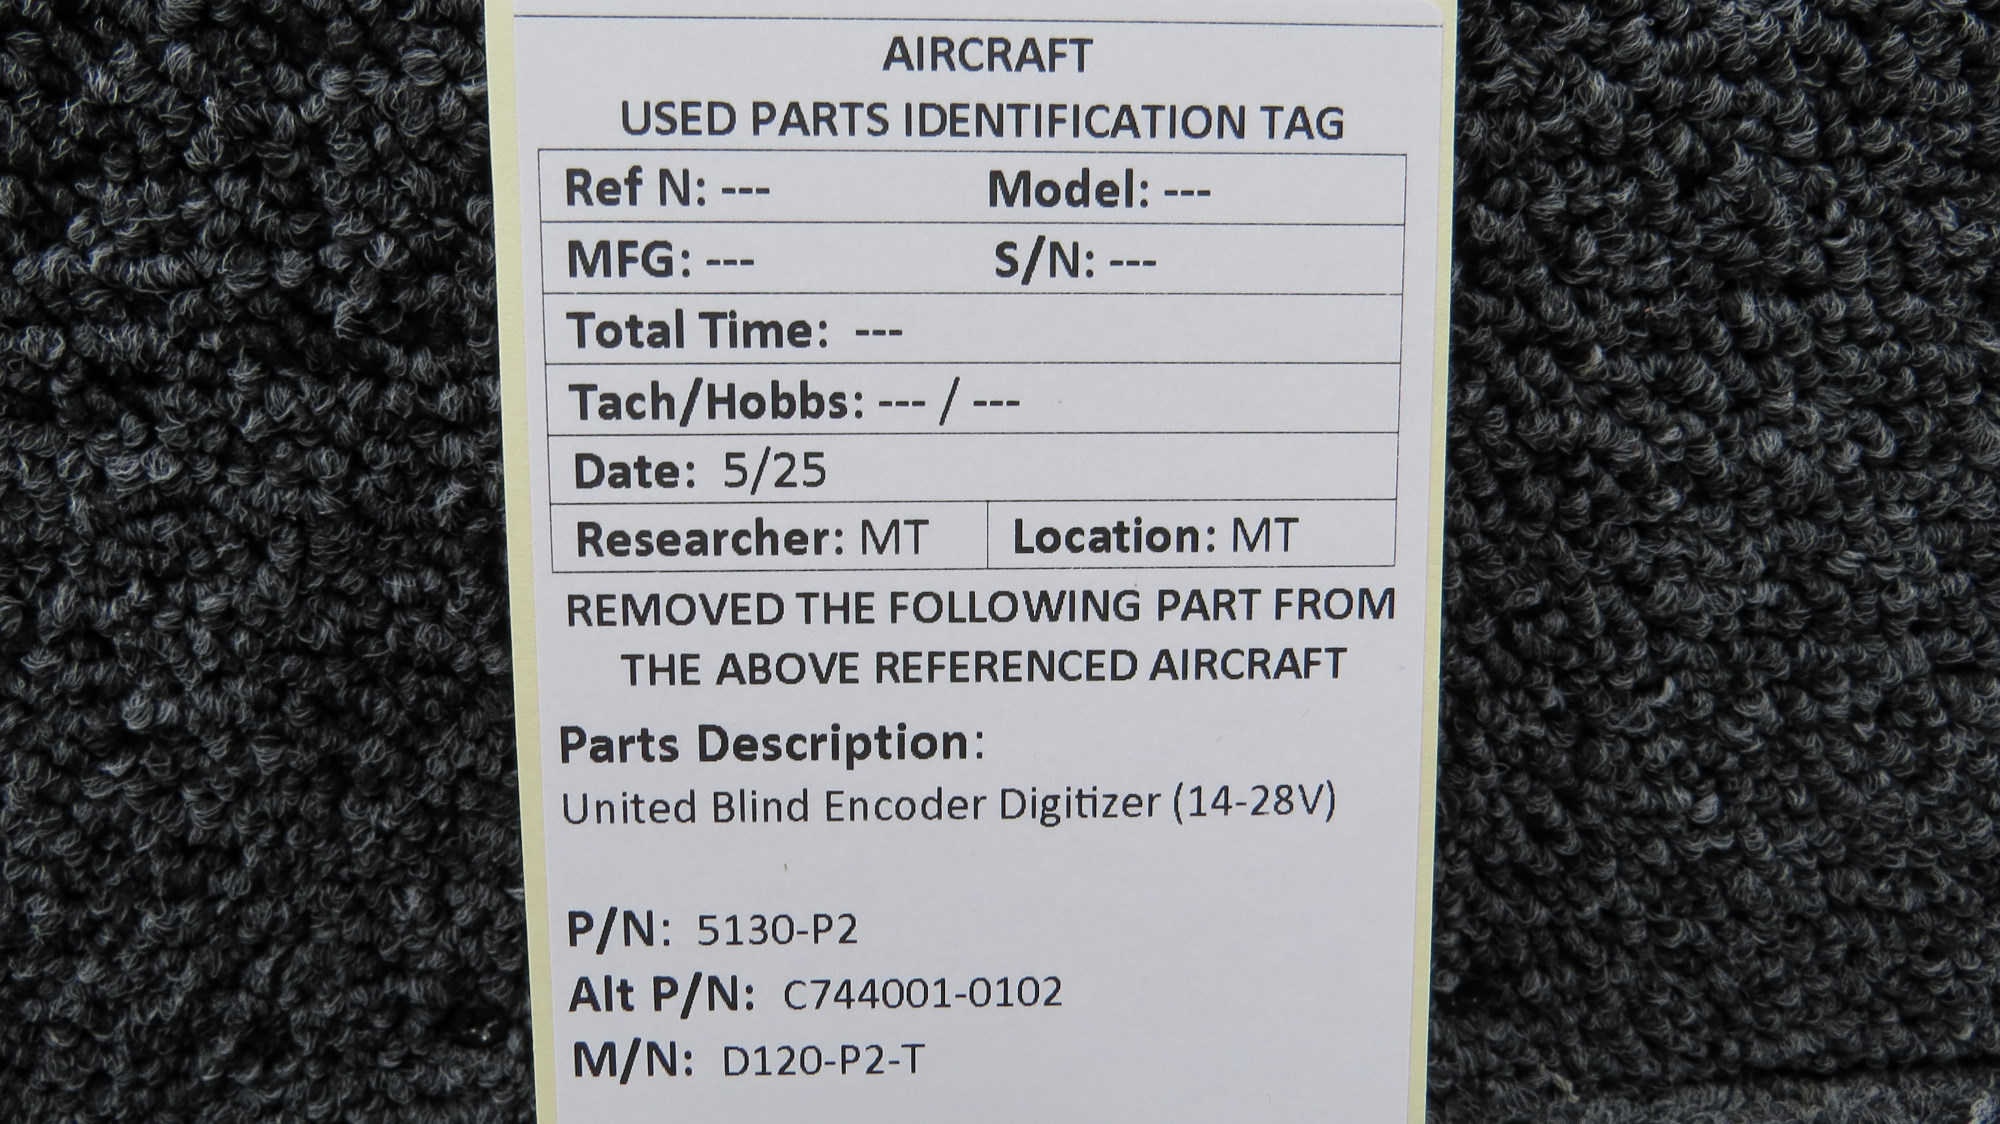 AIRCRAFT
USED PARTS IDENTIFICATION TAG
Ref N: --- Model: ---
MFG: --- S/N: ---
Total Time: ---
Tach/Hobbs: --- / ---
Date: 5/25
Researcher: MT Location: MT
REMOVED THE FOLLOWING PART FROM
THE ABOVE REFERENCED AIRCRAFT
Parts Description:
United Blind Encoder Digitizer (14-28V)
P/N: 5130-P2
Alt P/N: C744001-0102
M/N: D120-P2-T